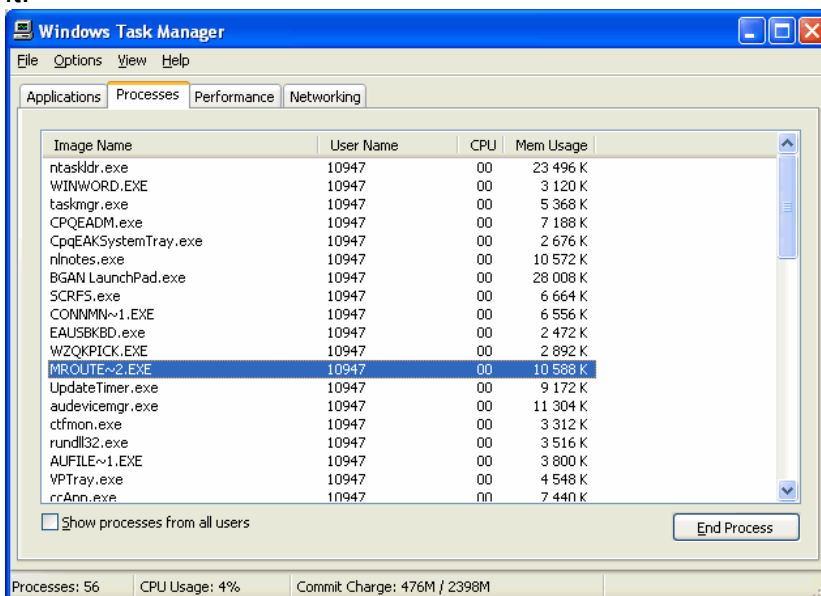 it.
Windows Task Manager
File Options View Help
Applications Processes Performance Networking
Image Name User Name CPU Mem Usage
ntaskldr.exe 10947 00 23 496 K
WINWORD.EXE 10947 00 3 120 K
taskmgr.exe 10947 00 5 368 K
CPQEADM.exe 10947 00 7 188 K
CpqEAKSystemTray.exe 10947 00 2 676 K
nlnotes.exe 10947 00 10 572 K
BGAN LaunchPad.exe 10947 00 28 008 K
SCRFS.exe 10947 00 6 664 K
CONNMN~1.EXE 10947 00 6 556 K
EAUSBKBD.exe 10947 00 2 472 K
WZQKPICK.EXE 10947 00 2 892 K
MROUTE~2.EXE 10947 00 10 588 K
UpdateTimer.exe 10947 00 9 172 K
audevicemgr.exe 10947 00 11 304 K
ctfmon.exe 10947 00 3 312 K
rundll32.exe 10947 00 3 516 K
AUFILE~1.EXE 10947 00 3 800 K
VPTray.exe 10947 00 4 548 K
ccApp.exe 10947 00 7 440 K
Show processes from all users
End Process
Processes: 56 CPU Usage: 4% Commit Charge: 476M / 2398M